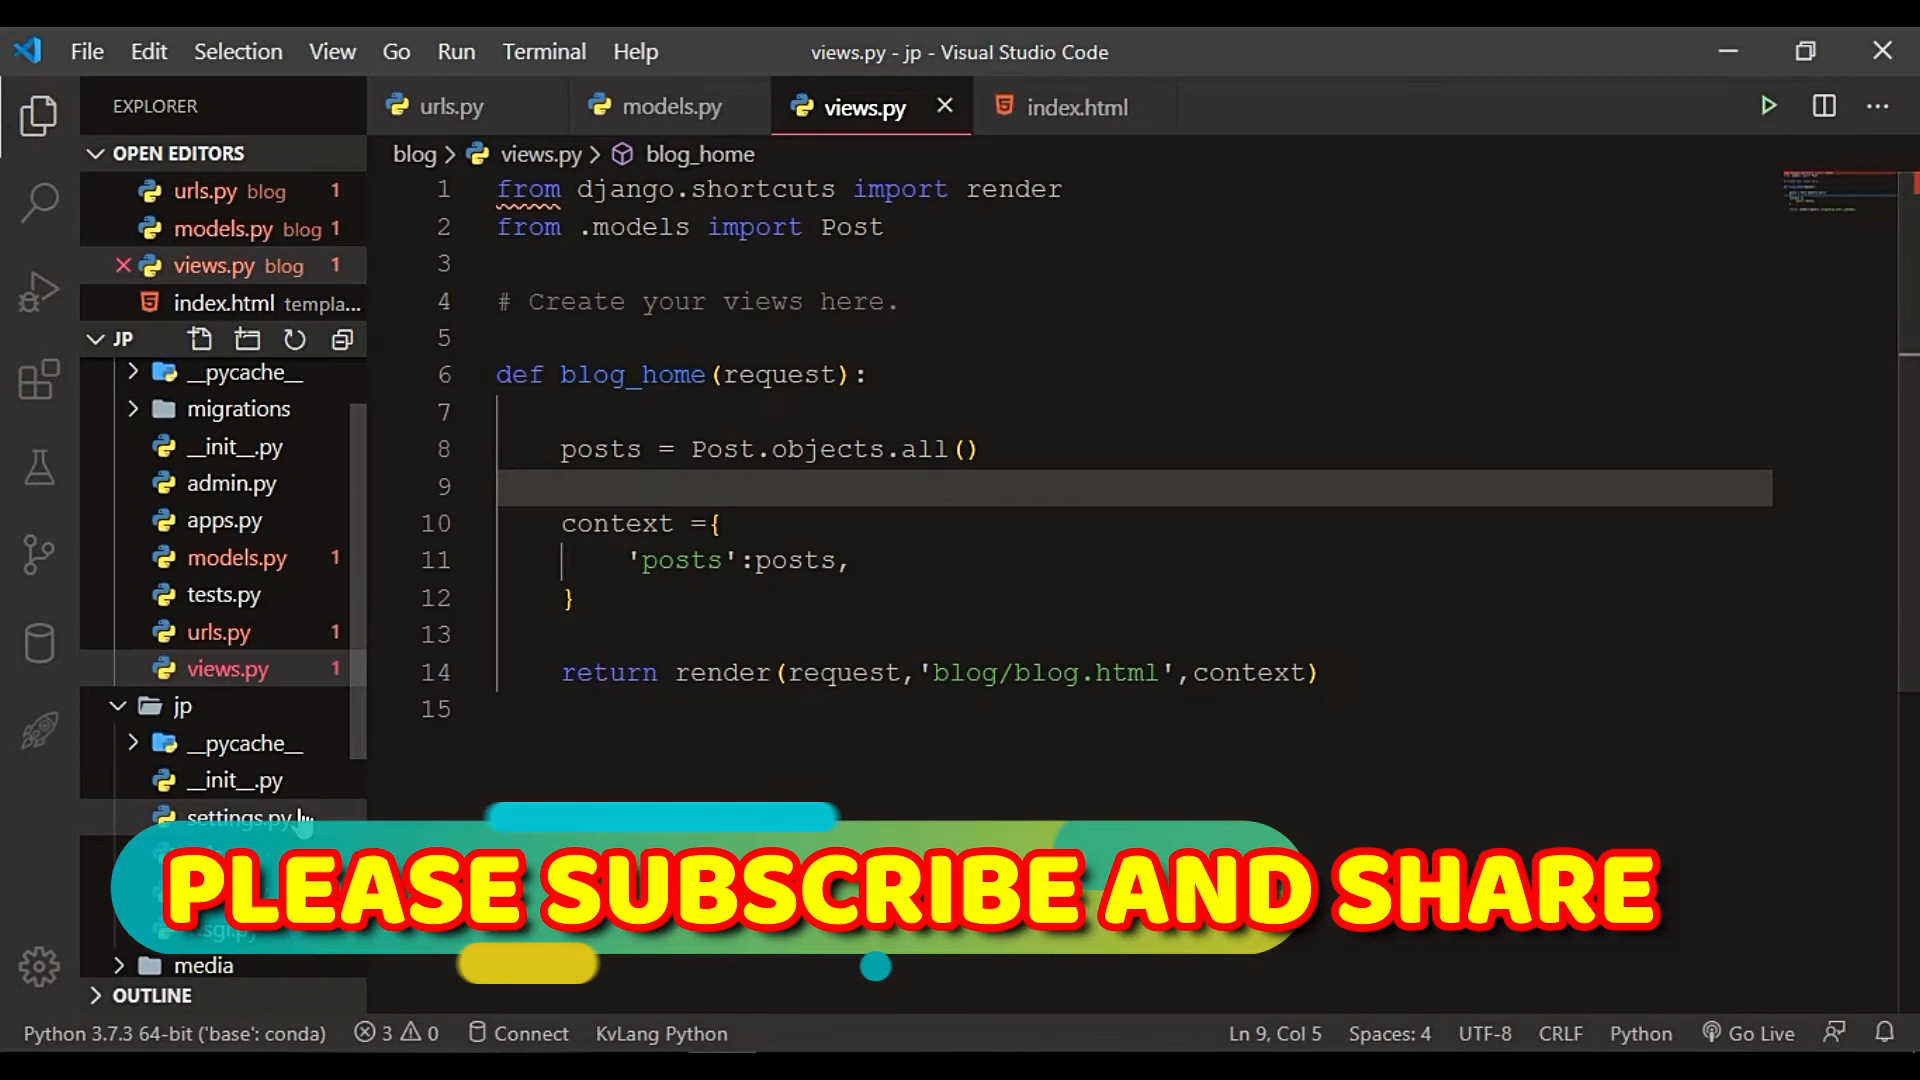 File Edit Selection View Go Run Terminal Help
views.py - jp - Visual Studio Code
EXPLORER
urls.py
models.py
views.py
index.html
OPEN EDITORS
urls.py blog 1
models.py blog 1
views.py blog 1
index.html templa...
JP
__pycache__
migrations
__init__.py
admin.py
apps.py
models.py 1
tests.py
urls.py 1
views.py 1
jp
__pycache__
__init__.py
settings.py
media
OUTLINE
blog > views.py > blog_home
1 from django.shortcuts import render
2 from .models import Post
3
4 # Create your views here.
5
6 def blog_home(request):
7
8 posts = Post.objects.all()
9
10 context ={
11 'posts':posts,
12 }
13
14 return render(request,'blog/blog.html',context)
15
PLEASE SUBSCRIBE AND SHARE
Python 3.7.3 64-bit ('base': conda) 3 0 Connect KvLang Python Ln 9, Col 5 Spaces: 4 UTF-8 CRLF Python Go Live